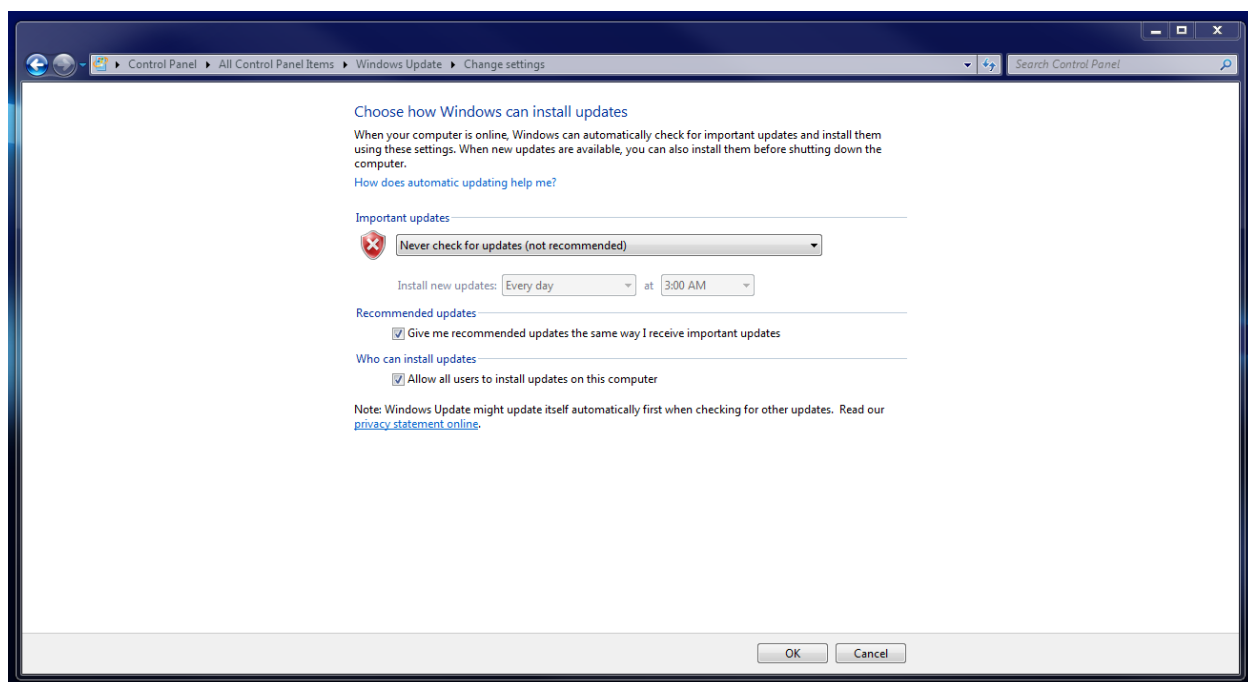 Control Panel ▸ All Control Panel Items ▸ Windows Update ▸ Change settings
Search Control Panel
Choose how Windows can install updates
When your computer is online, Windows can automatically check for important updates and install them
using these settings. When new updates are available, you can also install them before shutting down the
computer.
How does automatic updating help me?
Important updates
Never check for updates (not recommended)
Install new updates: Every day at 3:00 AM
Recommended updates
Give me recommended updates the same way I receive important updates
Who can install updates
Allow all users to install updates on this computer
Note: Windows Update might update itself automatically first when checking for other updates. Read our
privacy statement online.
OK Cancel